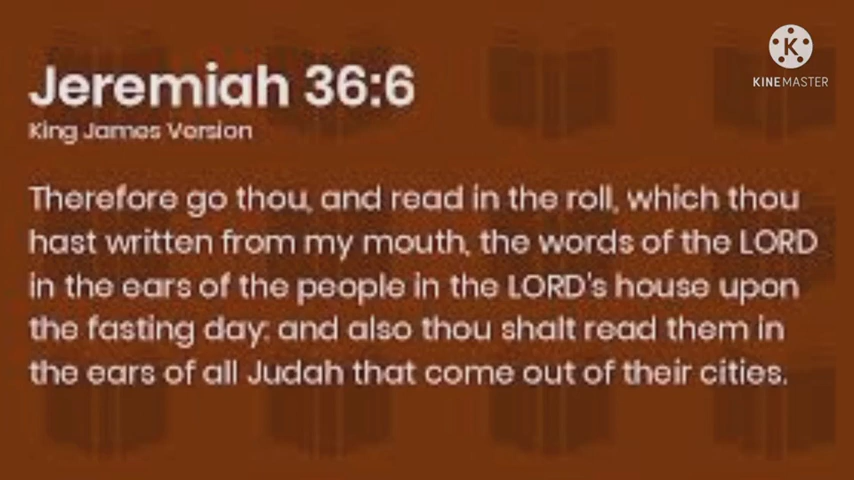 Jeremiah 36:6
King James Version
Therefore go thou, and read in the roll, which thou
hast written from my mouth, the words of the LORD
in the ears of the people in the LORD's house upon
the fasting day: and also thou shalt read them in
the ears of all Judah that come out of their cities.
K
KINEMASTER